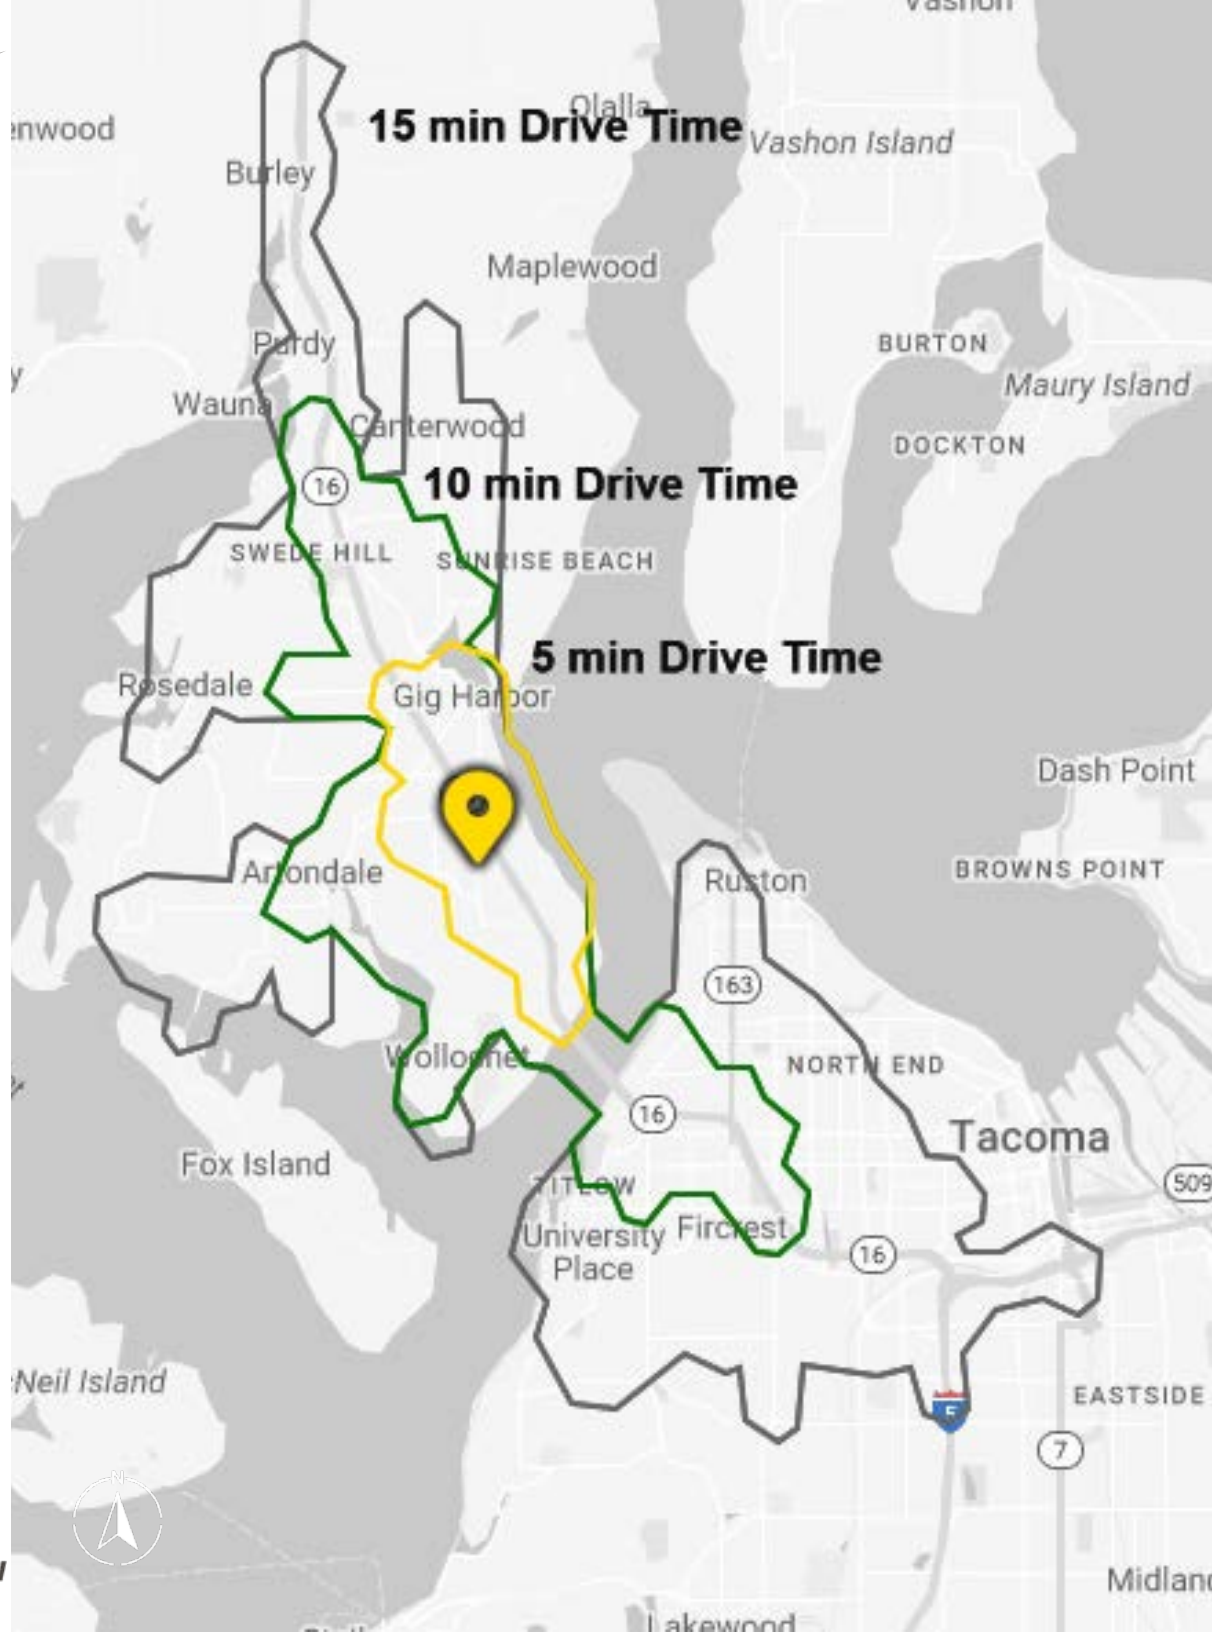 Vashon
Olalla
15 min Drive Time
enwood
Vashon Island
Burley
Maplewood
Purdy
BURTON
y
Maury Island
Wauna
Canterwood
DOCKTON
16
10 min Drive Time
SWEDE HILL
SUNRISE BEACH
5 min Drive Time
Rosedale
Gig Harbor
Dash Point
Artondale
Ruston
BROWNS POINT
163
Wollochet
NORTH END
16
Tacoma
Fox Island
TITLOW
509
University
Place
Fircrest
16
Neil Island
EASTSIDE
5
7
N
Midland
Lakewood